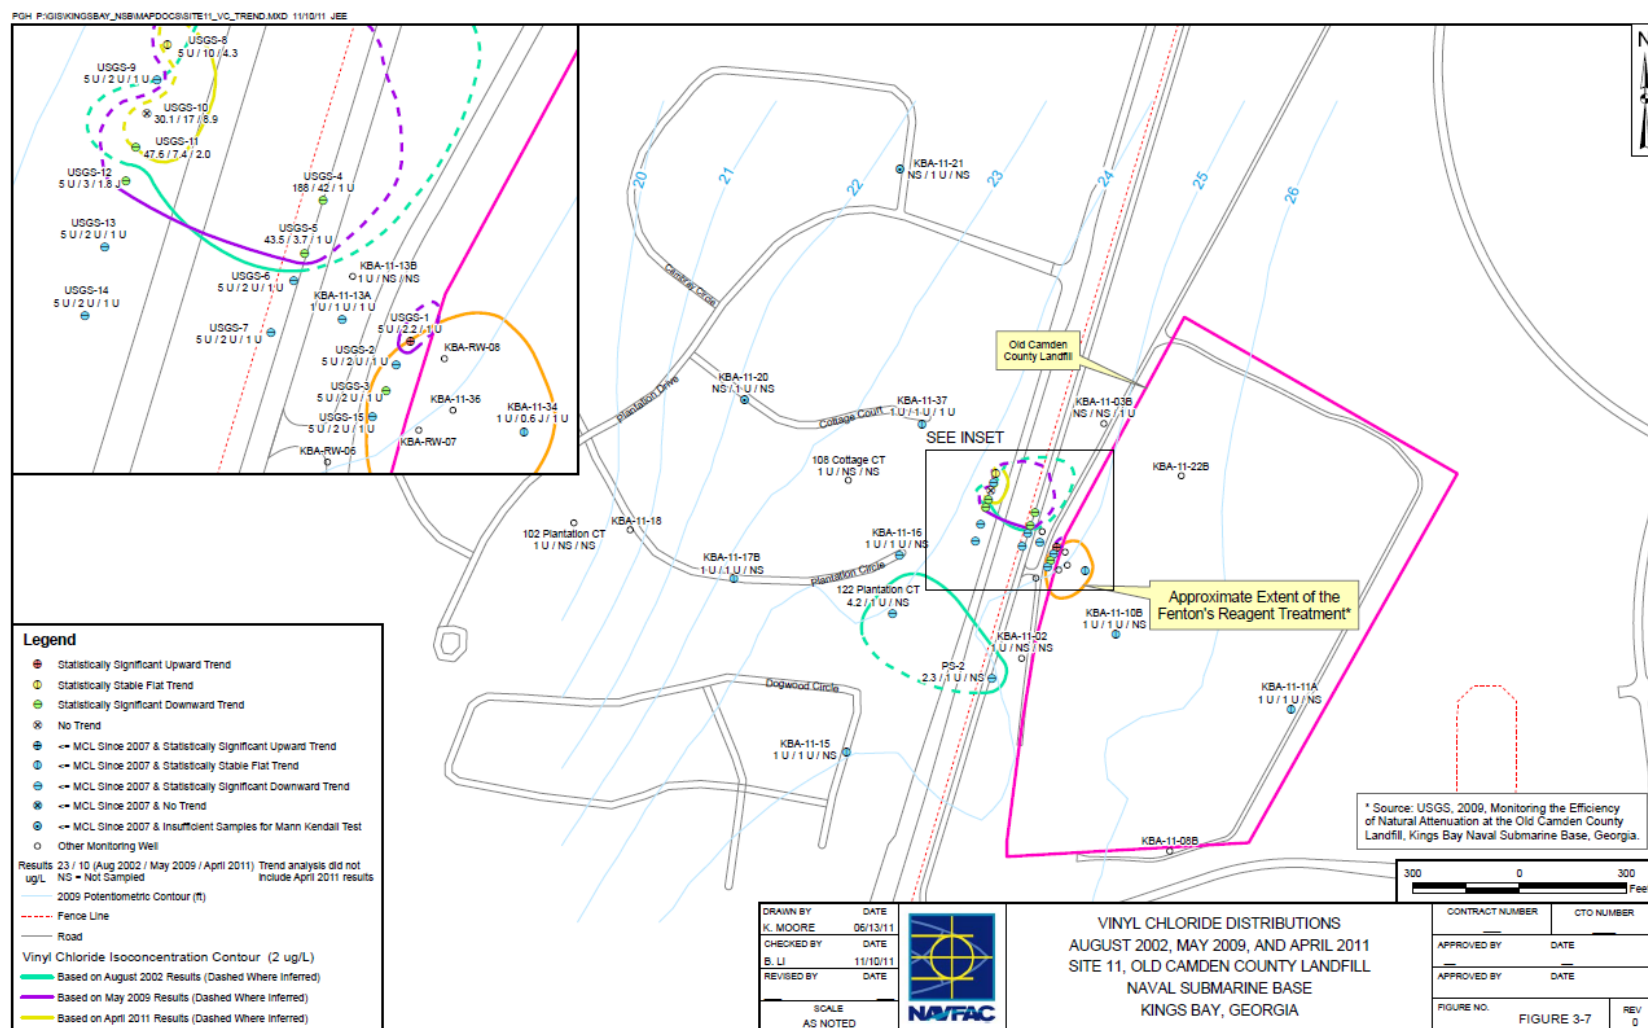 PGH P:\GIS\KINGSBAY_NSB\MAPDOCS\SITE11_VC_TREND.MXD 11/10/11 JEE
USGS-8
5 U / 10 / 4.3
USGS-9
5 U / 2 U / 1 U
USGS-10
30.1 / 17 / 8.9
USGS-11
47.6 / 7.4 / 2.0
USGS-12
5 U / 3 / 1.8 J
USGS-4
188 / 42 / 1 U
USGS-13
5 U / 2 U / 1 U
USGS-5
43.5 / 3.7 / 1 U
USGS-6
5 U / 2 U / 1 U
KBA-11-13B
1 U / NS / NS
USGS-14
5 U / 2 U / 1 U
KBA-11-13A
1 U / 1 U / 1 U
USGS-7
5 U / 2 U / 1 U
USGS-1
5 U / 2.2 / 1 U
USGS-2
5 U / 2 U / 1 U
KBA-RW-08
USGS-3
5 U / 2 U / 1 U
KBA-11-36
KBA-11-34
1 U / 0.6 J / 1 U
USGS-15
5 U / 2 U / 1 U
KBA-RW-07
KBA-RW-06
N
20
21
22
23
24
25
26
KBA-11-21
NS / 1 U / NS
Cambray Circle
Old Camden
County Landfill
Plantation Drive
KBA-11-20
NS / 1 U / NS
Cottage Court
KBA-11-37
1 U / 1 U / 1 U
KBA-11-03B
NS / NS / 1 U
SEE INSET
108 Cottage CT
1 U / NS / NS
KBA-11-22B
102 Plantation CT
1 U / NS / NS
KBA-11-18
KBA-11-17B
1 U / 1 U / NS
KBA-11-16
1 U / 1 U / NS
Plantation Circle
122 Plantation CT
4.2 / 1 U / NS
Approximate Extent of the
Fenton's Reagent Treatment*
KBA-11-10B
1 U / 1 U / NS
KBA-11-02
1 U / NS / NS
PS-2
2.3 / 1 U / NS
Dogwood Circle
KBA-11-11A
1 U / 1 U / NS
KBA-11-15
1 U / 1 U / NS
KBA-11-08B
Legend
Statistically Significant Upward Trend
Statistically Stable Flat Trend
Statistically Significant Downward Trend
No Trend
<= MCL Since 2007 & Statistically Significant Upward Trend
<= MCL Since 2007 & Statistically Stable Flat Trend
<= MCL Since 2007 & Statistically Significant Downward Trend
<= MCL Since 2007 & No Trend
<= MCL Since 2007 & Insufficient Samples for Mann Kendall Test
Other Monitoring Well
Results 23 / 10 (Aug 2002 / May 2009 / April 2011) Trend analysis did not
ug/L NS = Not Sampled include April 2011 results
2009 Potentiometric Contour (ft)
Fence Line
Road
Vinyl Chloride Isoconcentration Contour (2 ug/L)
Based on August 2002 Results (Dashed Where Inferred)
Based on May 2009 Results (Dashed Where Inferred)
Based on April 2011 Results (Dashed Where Inferred)
* Source: USGS, 2009, Monitoring the Efficiency
of Natural Attenuation at the Old Camden County
Landfill, Kings Bay Naval Submarine Base, Georgia.
300 0 300
Feet
DRAWN BY DATE
K. MOORE 06/13/11
CHECKED BY DATE
B. LI 11/10/11
REVISED BY DATE
SCALE
AS NOTED
NAVFAC
VINYL CHLORIDE DISTRIBUTIONS
AUGUST 2002, MAY 2009, AND APRIL 2011
SITE 11, OLD CAMDEN COUNTY LANDFILL
NAVAL SUBMARINE BASE
KINGS BAY, GEORGIA
CONTRACT NUMBER CTO NUMBER
APPROVED BY DATE
APPROVED BY DATE
FIGURE NO.
FIGURE 3-7
REV
0